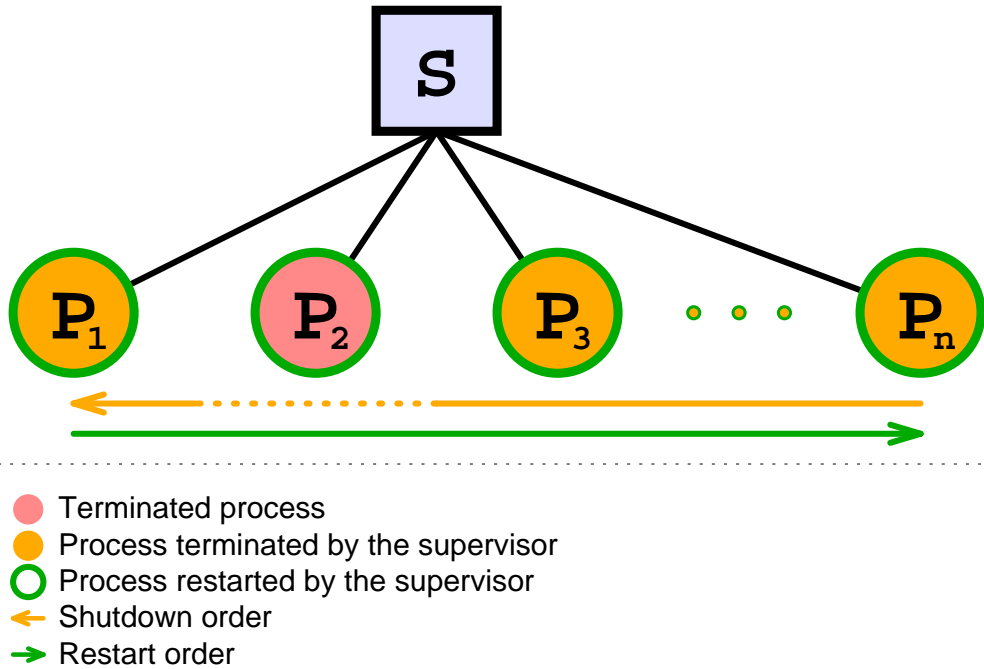 S
P1 P2 P3 Pn
Terminated process
Process terminated by the supervisor
Process restarted by the supervisor
Shutdown order
Restart order